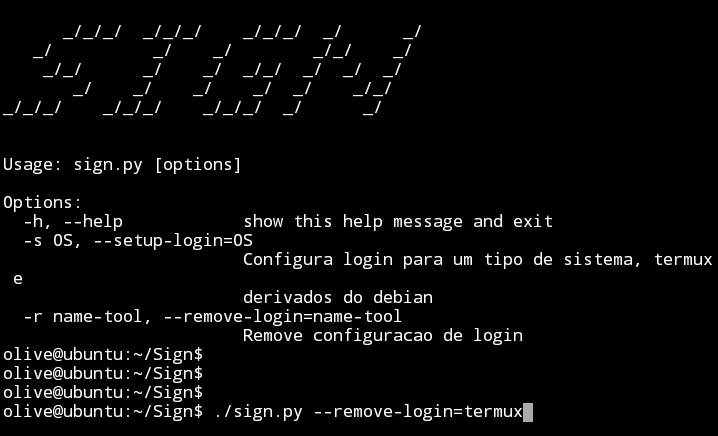 SIGN
Usage: sign.py [options]
Options:
-h, --help show this help message and exit
-s OS, --setup-login=OS
Configura login para um tipo de sistema, termux
e
derivados do debian
-r name-tool, --remove-login=name-tool
Remove configuracao de login
olive@ubuntu:~/Sign$
olive@ubuntu:~/Sign$
olive@ubuntu:~/Sign$
olive@ubuntu:~/Sign$ ./sign.py --remove-login=termux